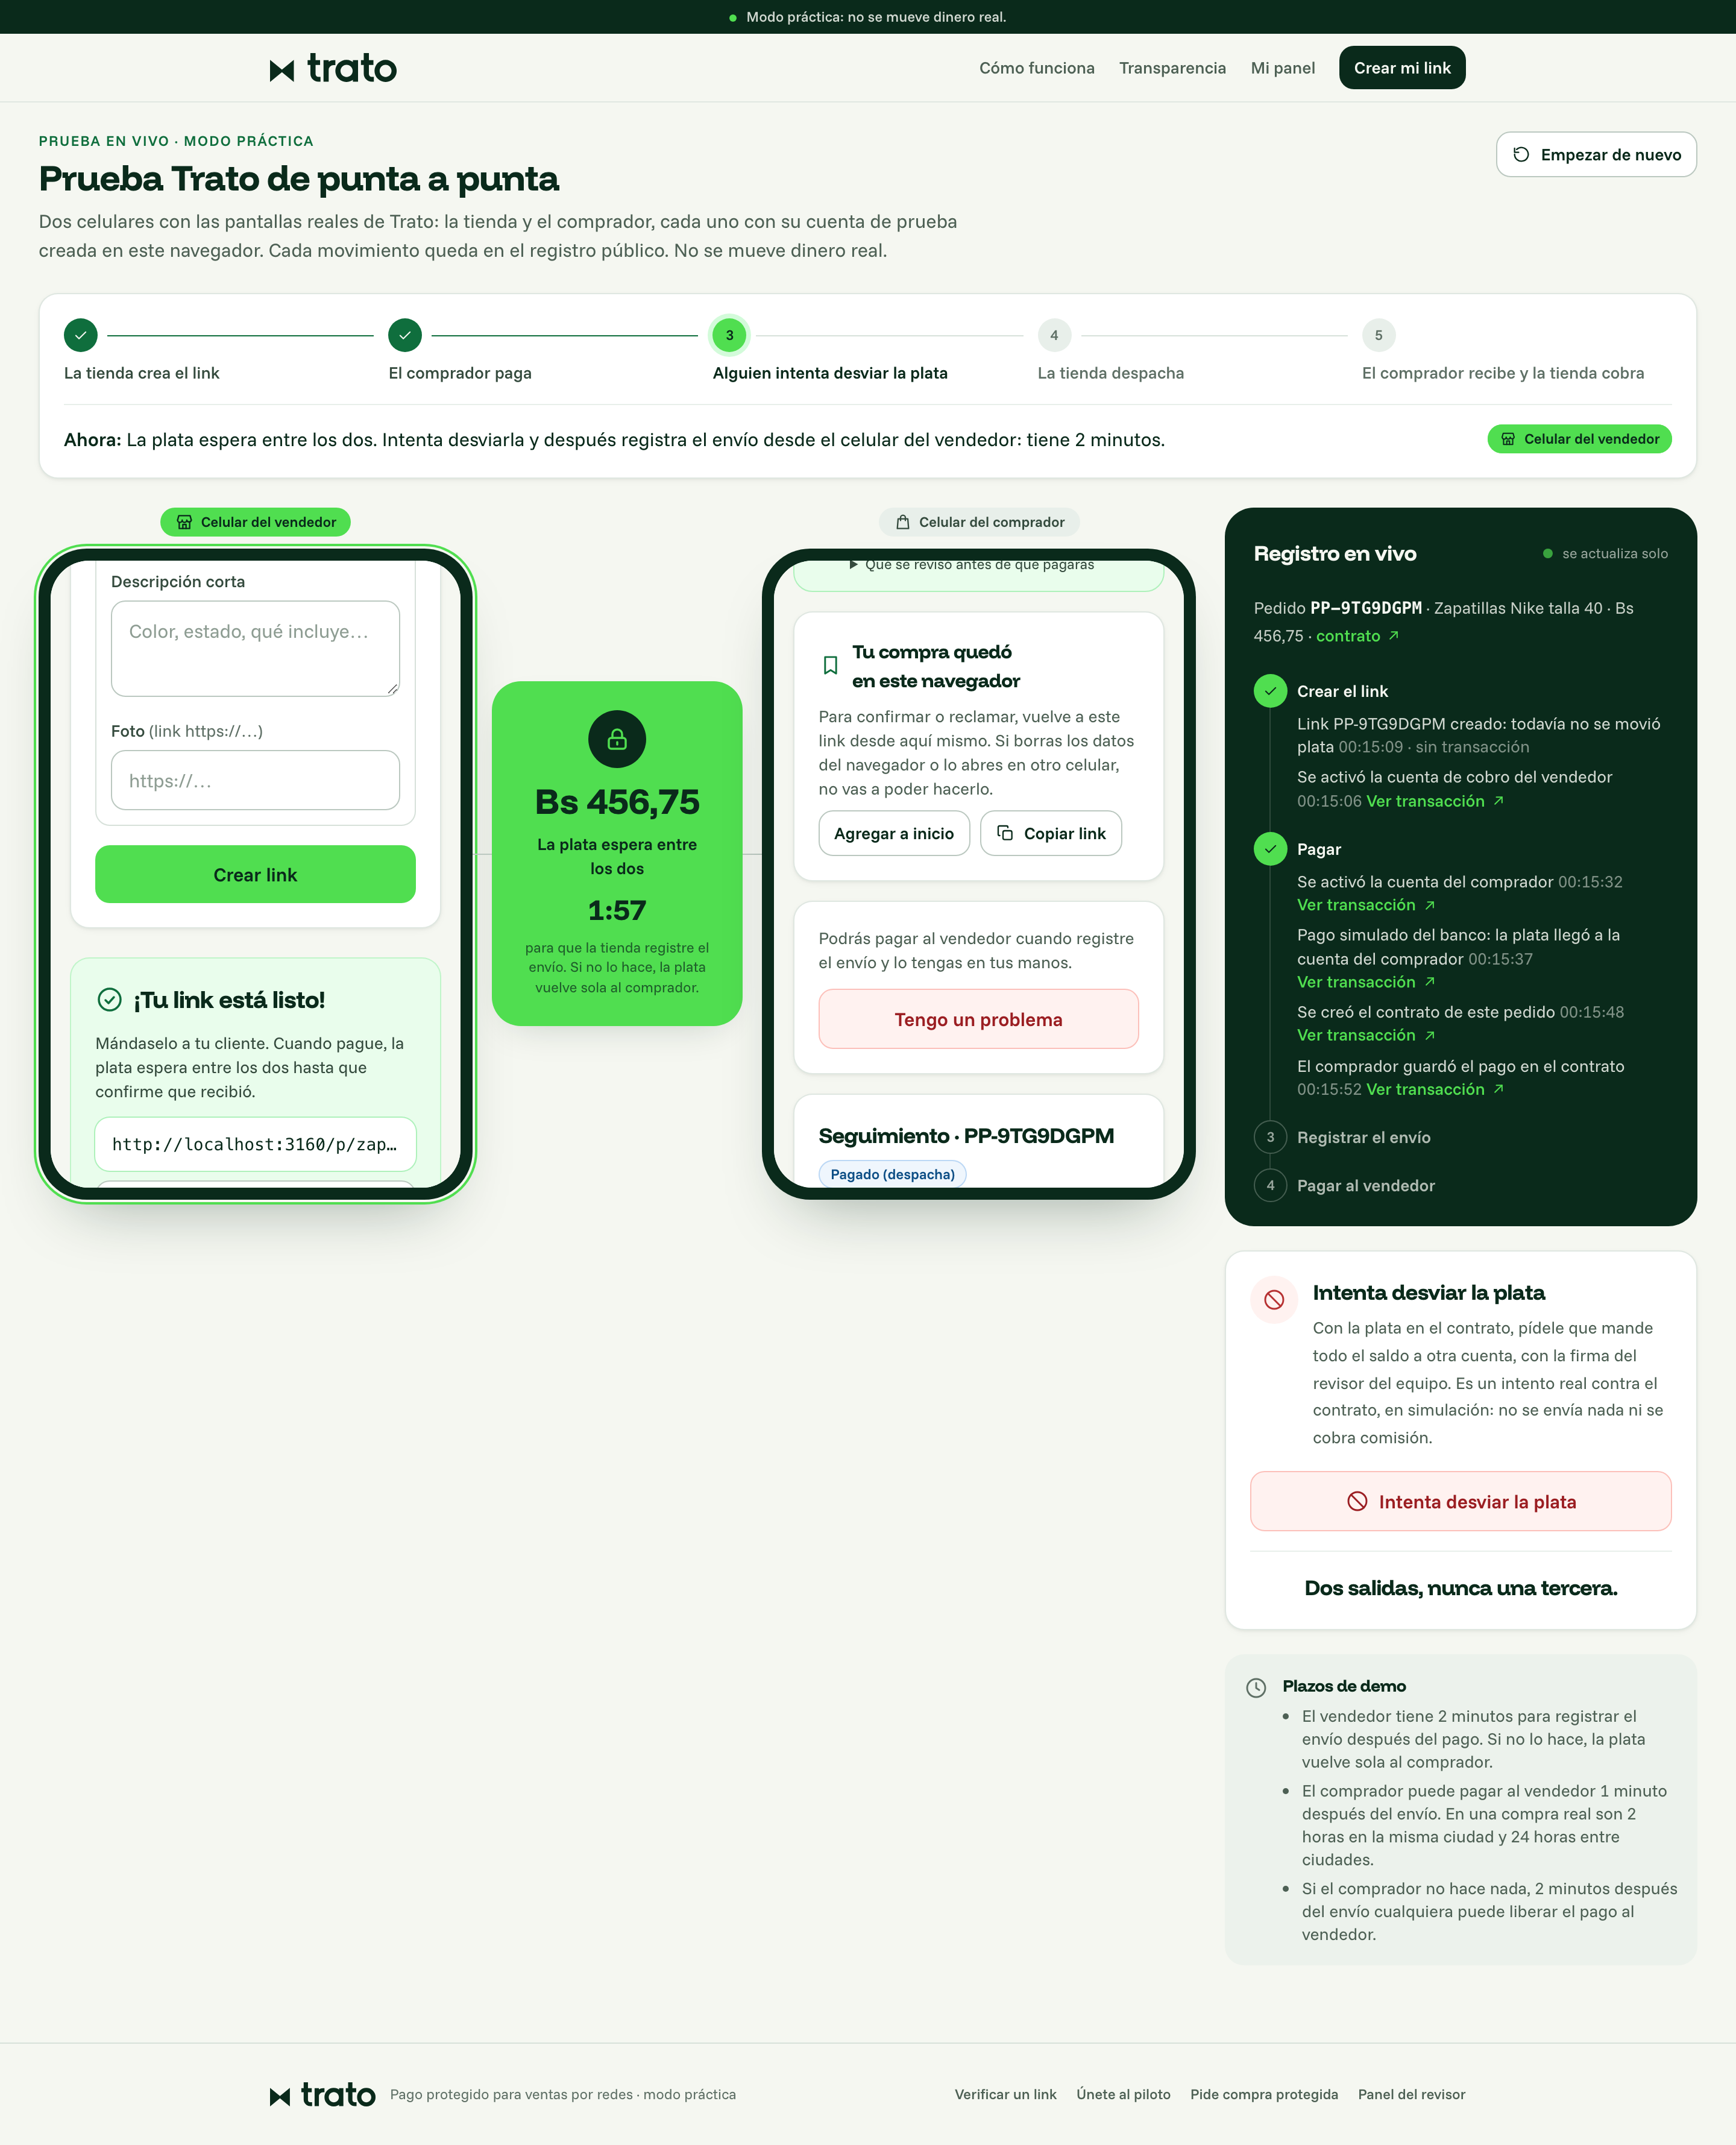 Modo práctica: no se mueve dinero real.
trato
Cómo funciona
Transparencia
Mi panel
Crear mi link
PRUEBA EN VIVO · MODO PRÁCTICA
Prueba Trato de punta a punta
Dos celulares con las pantallas reales de Trato: la tienda y el comprador, cada uno con su cuenta de prueba
creada en este navegador. Cada movimiento queda en el registro público. No se mueve dinero real.
Empezar de nuevo
La tienda crea el link
El comprador paga
3
Alguien intenta desviar la plata
4
La tienda despacha
5
El comprador recibe y la tienda cobra
Ahora: La plata espera entre los dos. Intenta desviarla y después registra el envío desde el celular del vendedor: tiene 2 minutos.
Celular del vendedor
Celular del vendedor
Descripción corta
Color, estado, qué incluye...
Foto (link https://...)
https://...
Crear link
¡Tu link está listo!
Mándaselo a tu cliente. Cuando pague, la
plata espera entre los dos hasta que
confirme que recibió.
http://localhost:3160/p/zap…
Bs 456,75
La plata espera entre
los dos
1:57
para que la tienda registre el
envío. Si no lo hace, la plata
vuelve sola al comprador.
Celular del comprador
Qué se revisó antes de que pagaras
Tu compra quedó
en este navegador
Para confirmar o reclamar, vuelve a este
link desde aquí mismo. Si borras los datos
del navegador o lo abres en otro celular,
no vas a poder hacerlo.
Agregar a inicio
Copiar link
Podrás pagar al vendedor cuando registre
el envío y lo tengas en tus manos.
Tengo un problema
Seguimiento · PP-9TG9DGPM
Pagado (despacha)
Registro en vivo
se actualiza solo
Pedido PP-9TG9DGPM · Zapatillas Nike talla 40 · Bs
456,75 · contrato ↗
Crear el link
Link PP-9TG9DGPM creado: todavía no se movió
plata 00:15:09 · sin transacción
Se activó la cuenta de cobro del vendedor
00:15:06 Ver transacción ↗
Pagar
Se activó la cuenta del comprador 00:15:32
Ver transacción ↗
Pago simulado del banco: la plata llegó a la
cuenta del comprador 00:15:37
Ver transacción ↗
Se creó el contrato de este pedido 00:15:48
Ver transacción ↗
El comprador guardó el pago en el contrato
00:15:52 Ver transacción ↗
3 Registrar el envío
4 Pagar al vendedor
Intenta desviar la plata
Con la plata en el contrato, pídele que mande
todo el saldo a otra cuenta, con la firma del
revisor del equipo. Es un intento real contra el
contrato, en simulación: no se envía nada ni se
cobra comisión.
Intenta desviar la plata
Dos salidas, nunca una tercera.
Plazos de demo
• El vendedor tiene 2 minutos para registrar el
envío después del pago. Si no lo hace, la plata
vuelve sola al comprador.
• El comprador puede pagar al vendedor 1 minuto
después del envío. En una compra real son 2
horas en la misma ciudad y 24 horas entre
ciudades.
• Si el comprador no hace nada, 2 minutos después
del envío cualquiera puede liberar el pago al
vendedor.
trato
Pago protegido para ventas por redes · modo práctica
Verificar un link
Únete al piloto
Pide compra protegida
Panel del revisor